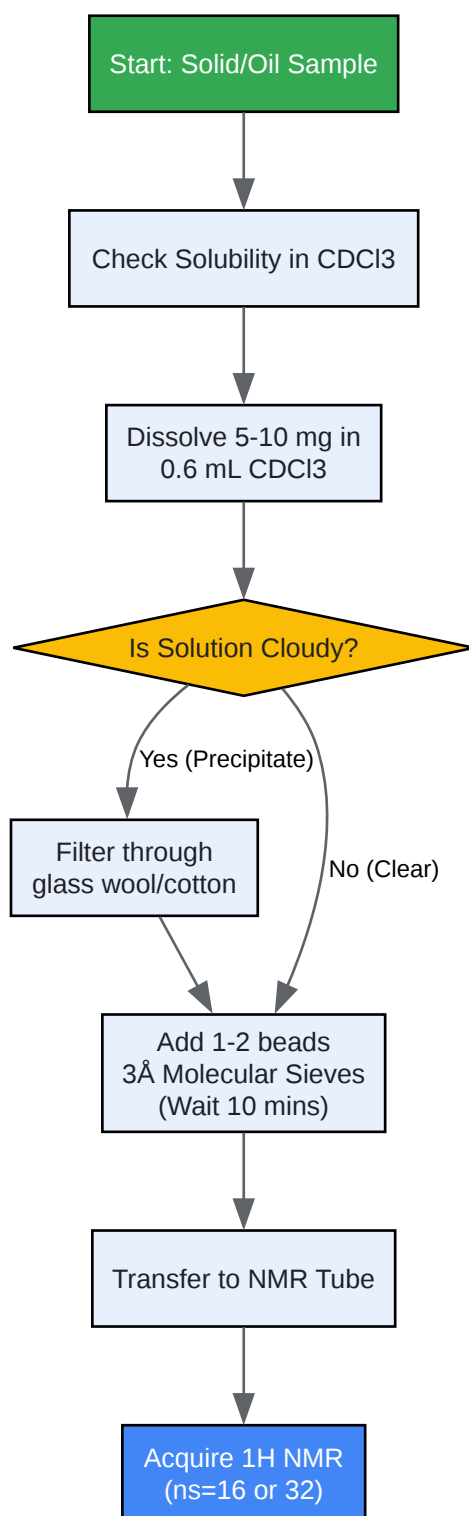 Start: Solid/Oil Sample
Check Solubility in CDCl3
Dissolve 5-10 mg in
0.6 mL CDCl3
Is Solution Cloudy?
Yes (Precipitate)
Filter through
glass wool/cotton
No (Clear)
Add 1-2 beads
3Å Molecular Sieves
(Wait 10 mins)
Transfer to NMR Tube
Acquire 1H NMR
(ns=16 or 32)